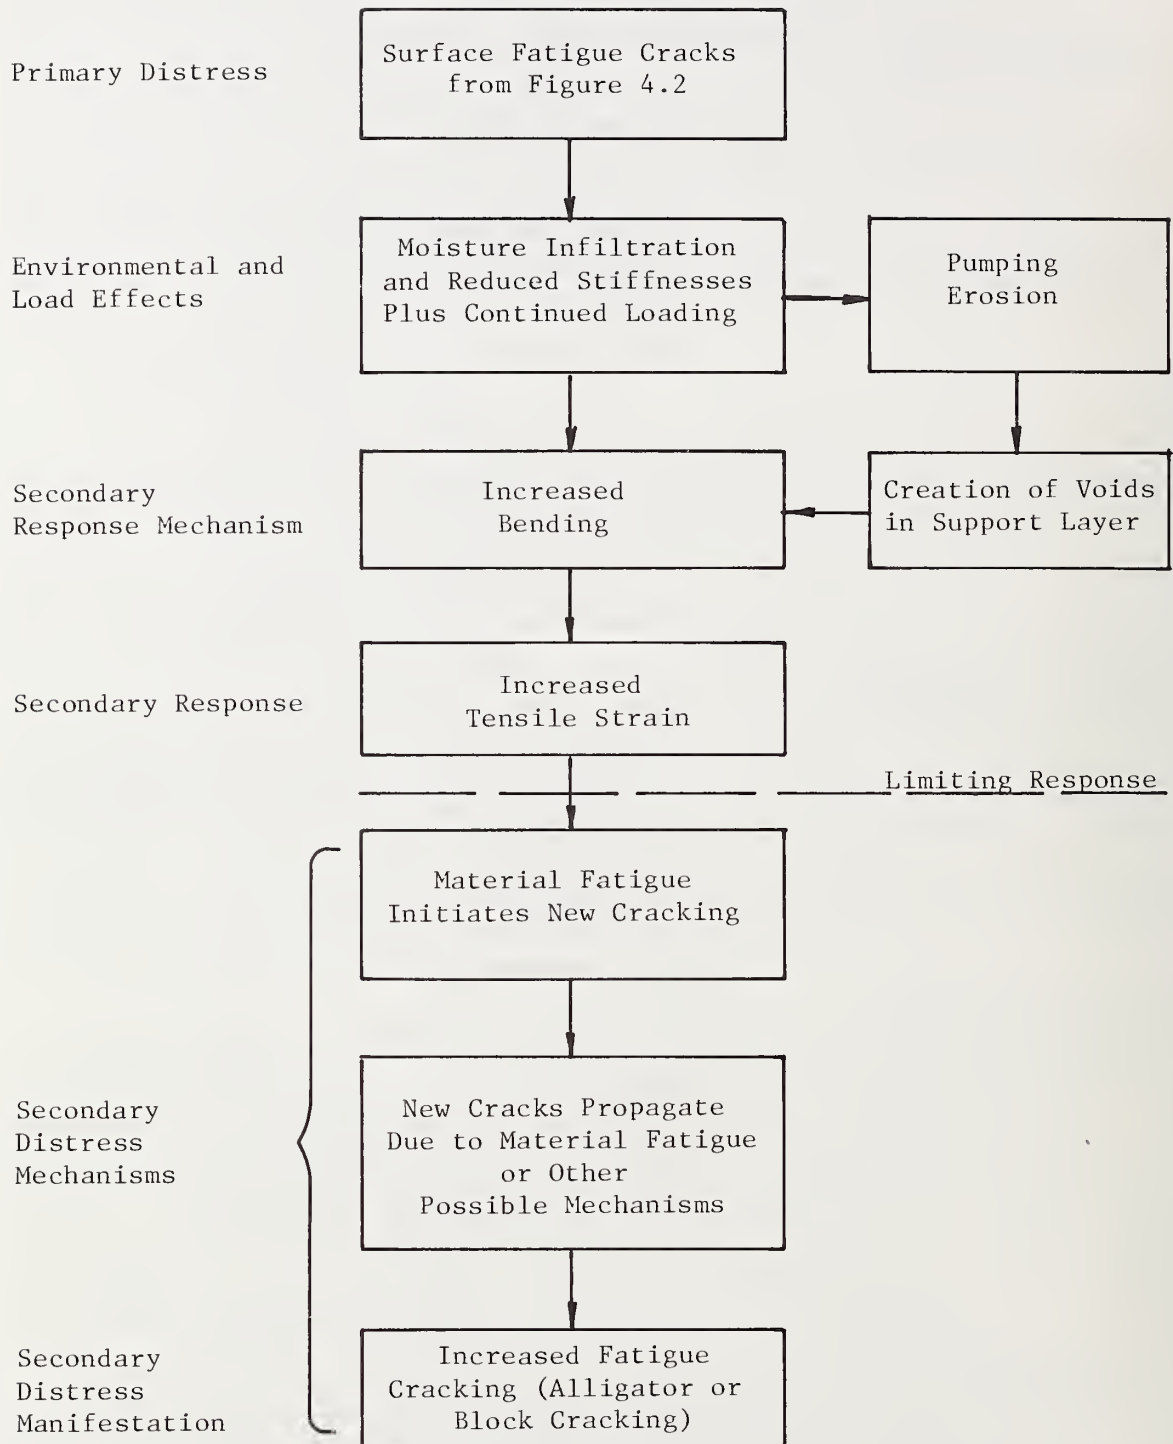 Primary Distress
Surface Fatigue Cracks
from Figure 4.2
Environmental and
Load Effects
Moisture Infiltration
and Reduced Stiffnesses
Plus Continued Loading
Pumping
Erosion
Secondary
Response Mechanism
Increased
Bending
Creation of Voids
in Support Layer
Secondary Response
Increased
Tensile Strain
Limiting Response
Material Fatigue
Initiates New Cracking
Secondary
Distress
Mechanisms
New Cracks Propagate
Due to Material Fatigue
or Other
Possible Mechanisms
Secondary
Distress
Manifestation
Increased Fatigue
Cracking (Alligator or
Block Cracking)